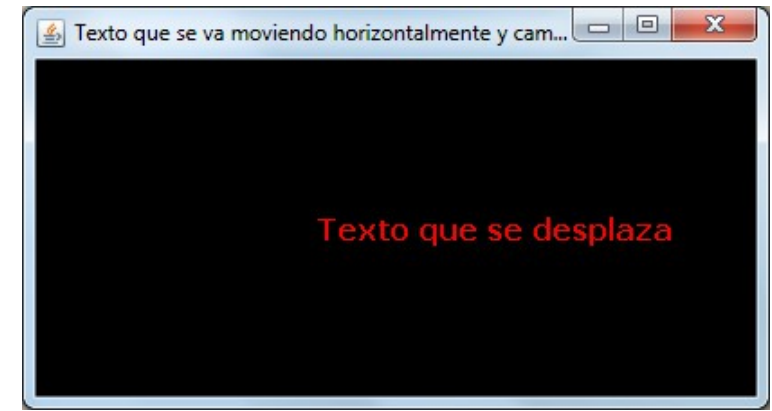 Texto que se va moviendo horizontalmente y cam...
Texto que se desplaza